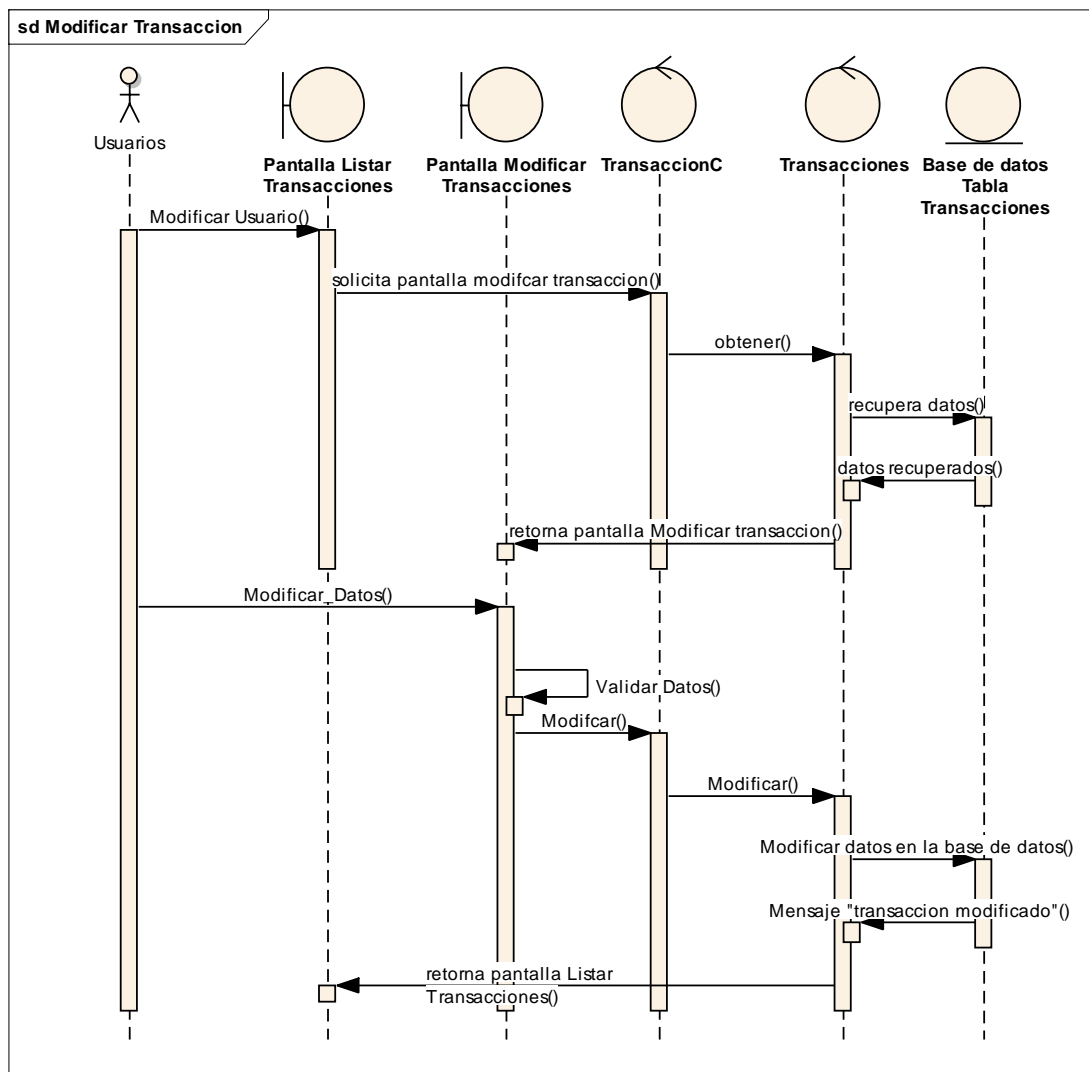 sd Modificar Transaccion
Usuarios
Pantalla Listar
Transacciones
Pantalla Modificar
Transacciones
TransaccionC
Transacciones
Base de datos
Tabla
Transacciones
Modificar Usuario()
solicita pantalla modifcar transaccion()
obtener()
recupera datos()
datos recuperados()
retorna pantalla Modificar transaccion()
Modificar_Datos()
Validar Datos()
Modifcar()
Modificar()
Modificar datos en la base de datos()
Mensaje "transaccion modificado"()
retorna pantalla Listar
Transacciones()